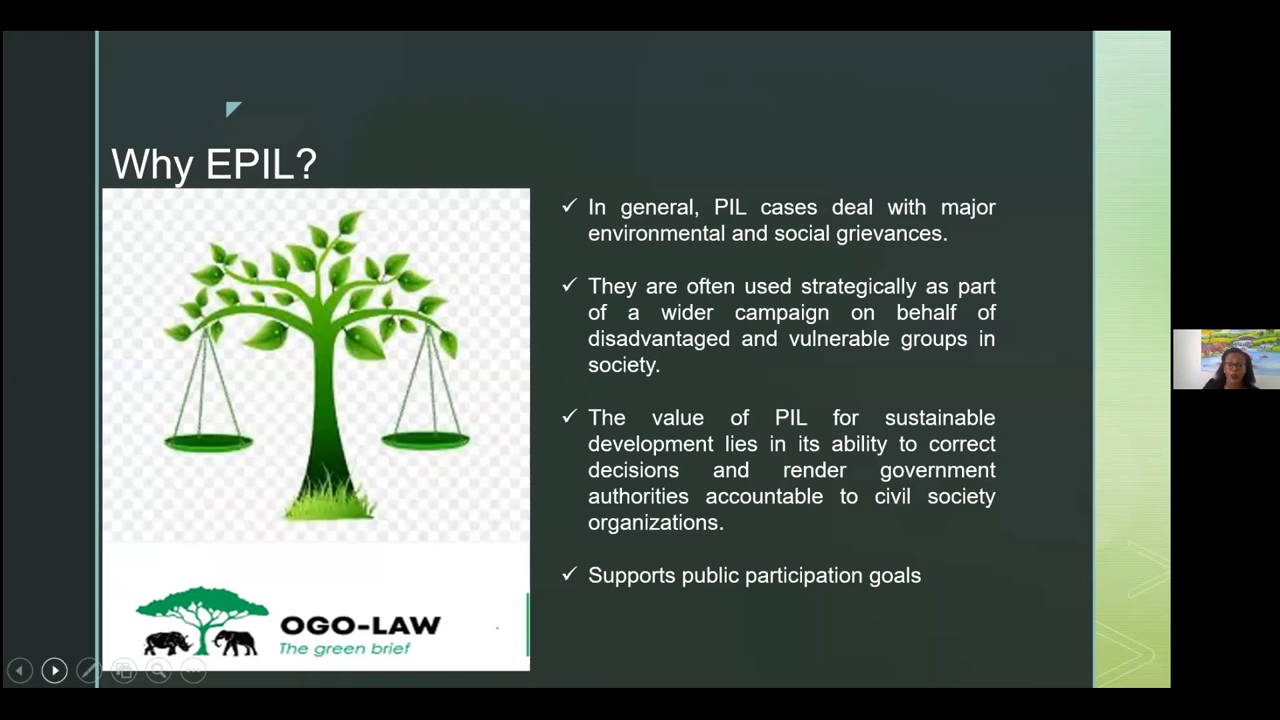 Why EPIL?
✓ In general, PIL cases deal with major
environmental and social grievances.
✓ They are often used strategically as part
of a wider campaign on behalf of
disadvantaged and vulnerable groups in
society.
✓ The value of PIL for sustainable
development lies in its ability to correct
decisions and render government
authorities accountable to civil society
organizations.
✓ Supports public participation goals
OGO-LAW
The green brief